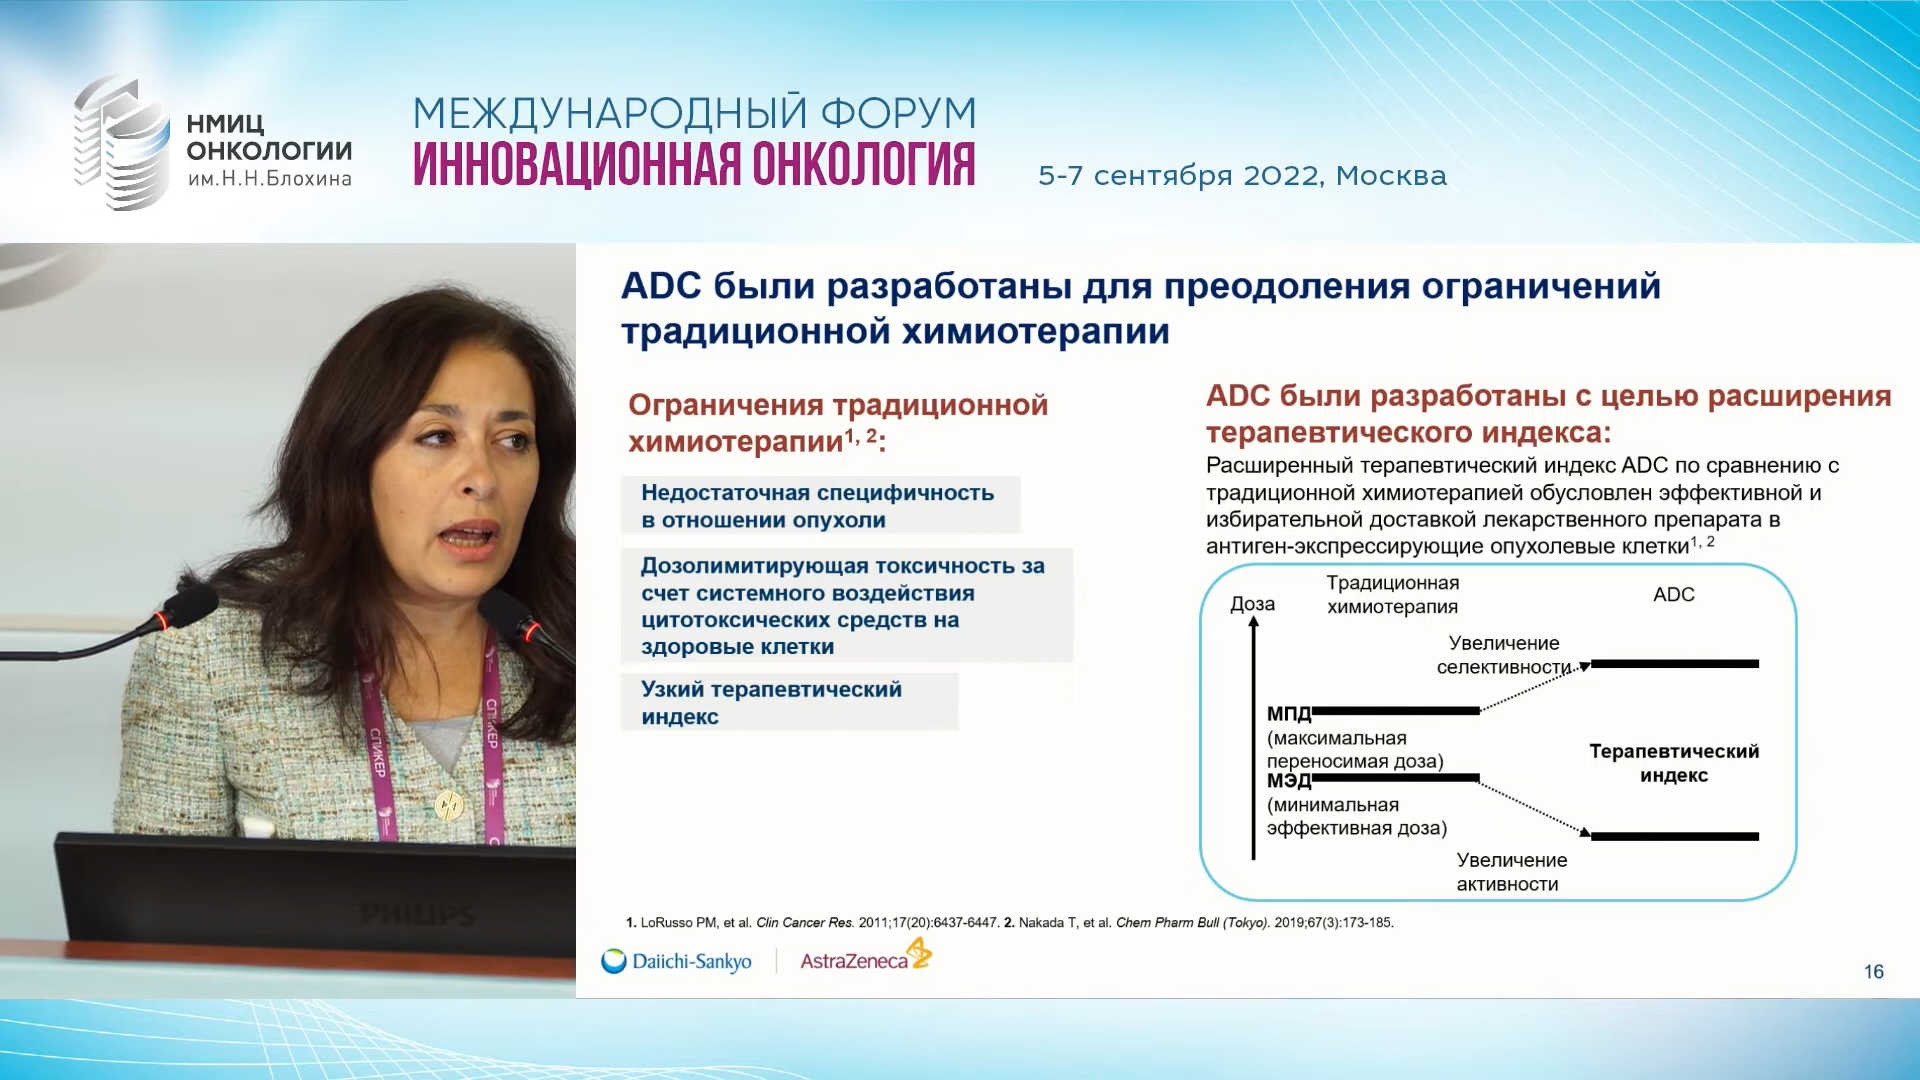 НМИЦ
ОНКОЛОГИИ
им.Н.Н.Блохина
МЕЖДУНАРОДНЫЙ ФОРУМ
ИННОВАЦИОННАЯ ОНКОЛОГИЯ
5-7 сентября 2022, Москва
ADC были разработаны для преодоления ограничений
традиционной химиотерапии
Ограничения традиционной
химиотерапии1, 2:
Недостаточная специфичность
в отношении опухоли
Дозолимитирующая токсичность за
счет системного воздействия
цитотоксических средств на
здоровые клетки
Узкий терапевтический
индекс
ADC были разработаны с целью расширения
терапевтического индекса:
Расширенный терапевтический индекс ADC по сравнению с
традиционной химиотерапией обусловлен эффективной и
избирательной доставкой лекарственного препарата в
антиген-экспрессирующие опухолевые клетки1, 2
Доза
Традиционная
химиотерапия
ADC
Увеличение
селективности
МПД
(максимальная
переносимая доза)
МЭД
(минимальная
эффективная доза)
Терапевтический
индекс
Увеличение
активности
1. LoRusso PM, et al. Clin Cancer Res. 2011;17(20):6437-6447. 2. Nakada T, et al. Chem Pharm Bull (Tokyo). 2019;67(3):173-185.
Daiichi-Sankyo
AstraZeneca
16
СПИКЕР
СПИКЕР
PHILIPS